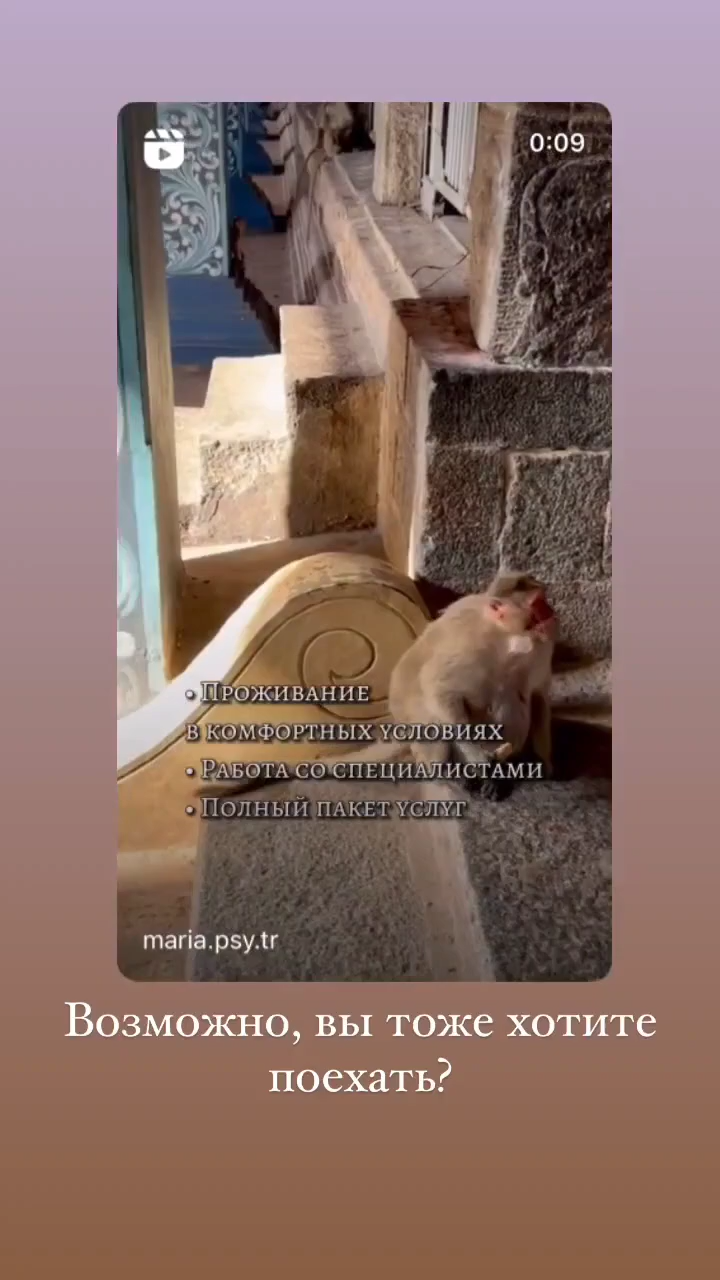 0:09
• Проживание
в комфортных условиях
• Работа со специалистами
• Полный пакет услуг
maria.psy.tr
Возможно, вы тоже хотите
поехать?